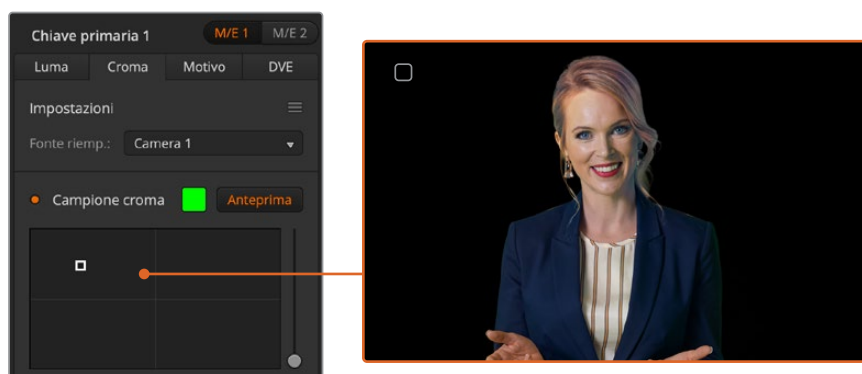 Chiave primaria 1
M/E 1 M/E 2
Luma Croma Motivo DVE
Impostazioni
Fonte riemp.: Camera 1
Campione croma Anteprima